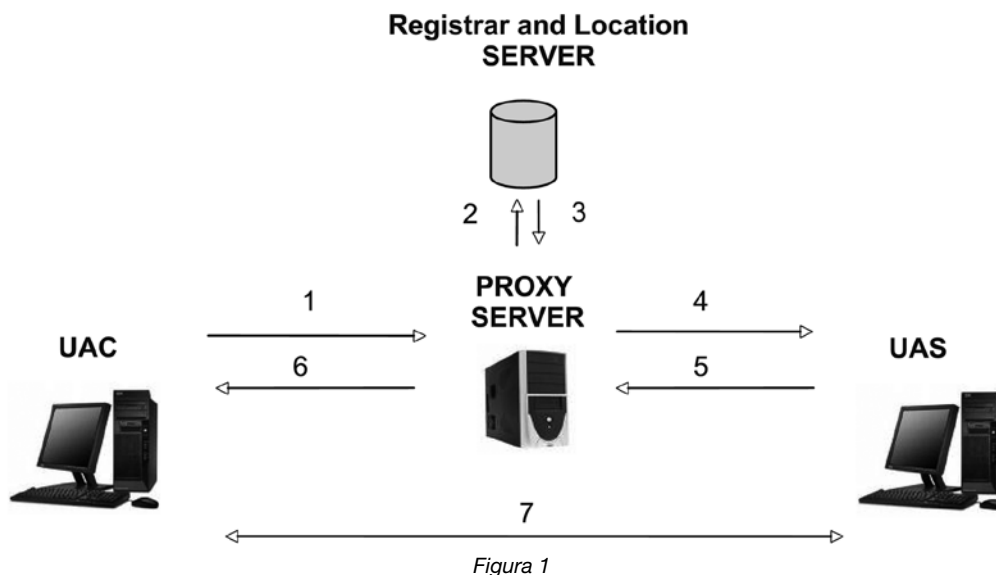 Registrar and Location
SERVER
2
3
1
PROXY
SERVER
4
UAC
6
5
UAS
7
Figura 1